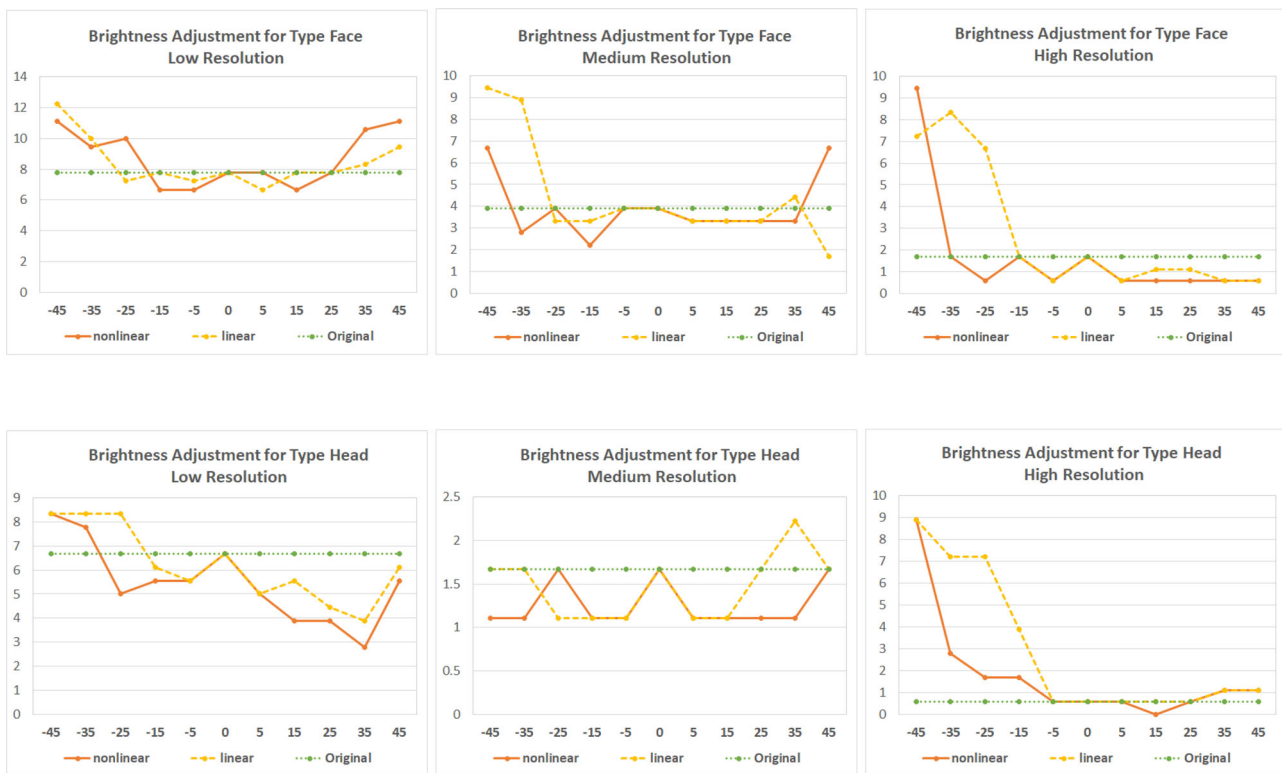 Brightness Adjustment for Type Face
Low Resolution
14
12
10
8
6
4
2
0
-45 -35 -25 -15 -5 0 5 15 25 35 45
nonlinear linear Original
Brightness Adjustment for Type Face
Medium Resolution
10
9
8
7
6
5
4
3
2
1
0
-45 -35 -25 -15 -5 0 5 15 25 35 45
nonlinear linear Original
Brightness Adjustment for Type Face
High Resolution
10
9
8
7
6
5
4
3
2
1
0
-45 -35 -25 -15 -5 0 5 15 25 35 45
nonlinear linear Original
Brightness Adjustment for Type Head
Low Resolution
9
8
7
6
5
4
3
2
1
0
-45 -35 -25 -15 -5 0 5 15 25 35 45
nonlinear linear Original
Brightness Adjustment for Type Head
Medium Resolution
2.5
2
1.5
1
0.5
0
-45 -35 -25 -15 -5 0 5 15 25 35 45
nonlinear linear Original
Brightness Adjustment for Type Head
High Resolution
10
9
8
7
6
5
4
3
2
1
0
-45 -35 -25 -15 -5 0 5 15 25 35 45
nonlinear linear Original